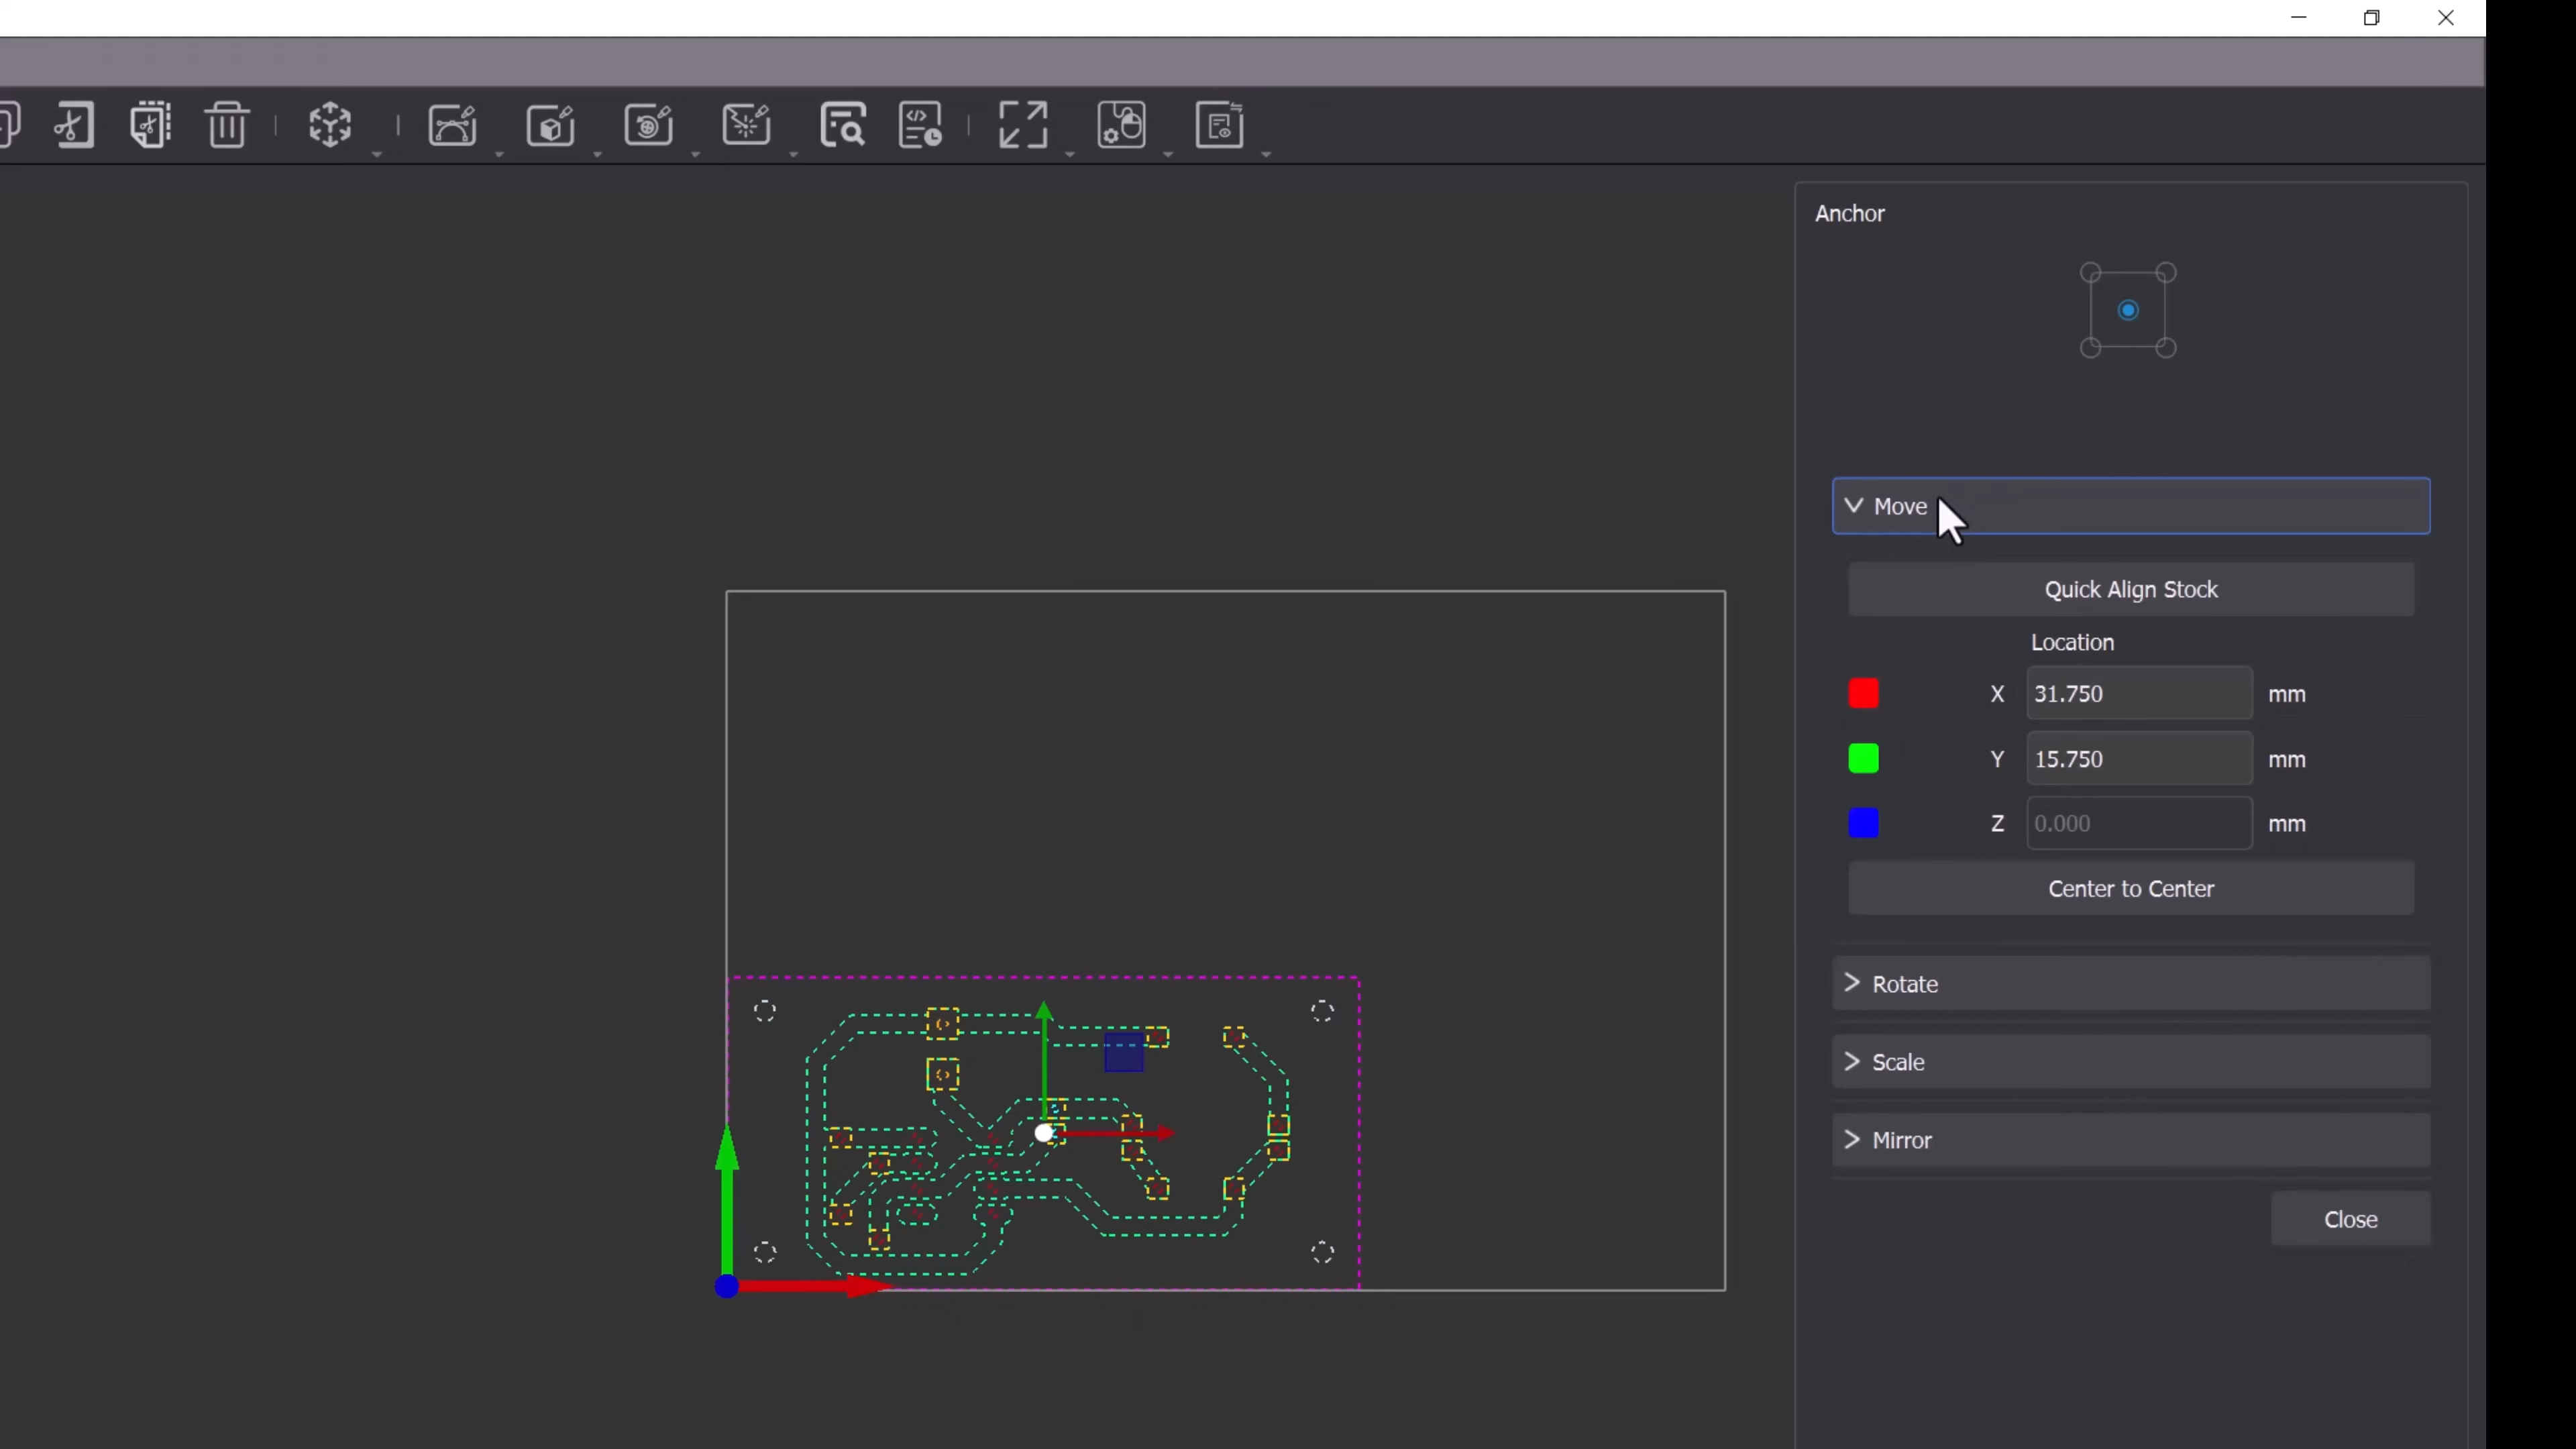 Anchor
Move
Quick Align Stock
Location
X 31.750 mm
Y 15.750 mm
Z 0.000 mm
Center to Center
Rotate
Scale
Mirror
Close